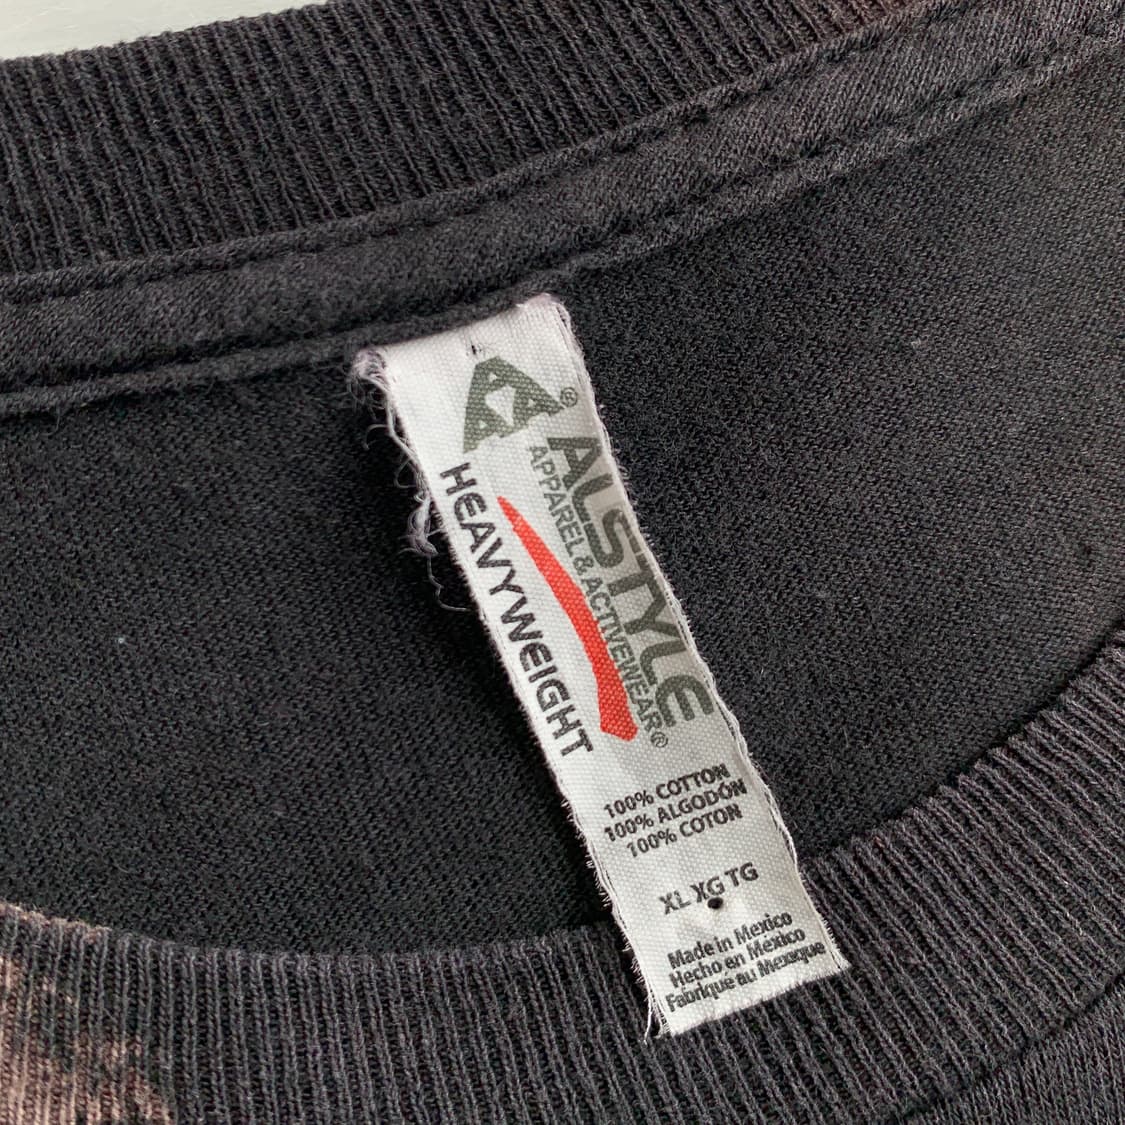 ALSTYLE®
APPAREL & ACTIVEWEAR®
HEAVYWEIGHT
100% COTTON
100% ALGODÓN
100% COTON
XL XG TG
Made in Mexico
Hecho en México
Fabrique au Mexique